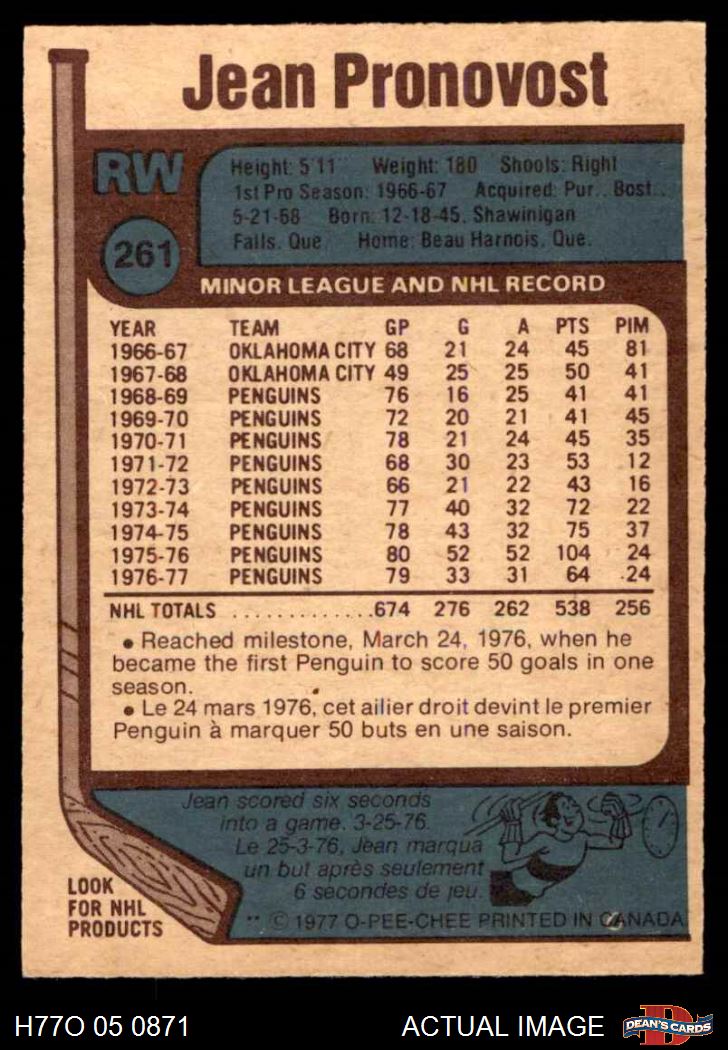 Jean Pronovost
RW
261
Height: 5'11 Weight: 180 Shools: Right
1st Pro Season: 1966-67 Acquired: Pur.. Bost..
5-21-68 Born: 12-18-45. Shawinigan
Falls. Que. Home: Beau Harnois. Que.
MINOR LEAGUE AND NHL RECORD
YEAR TEAM GP G A PTS PIM
1966-67 OKLAHOMA CITY 68 21 24 45 81
1967-68 OKLAHOMA CITY 49 25 25 50 41
1968-69 PENGUINS 76 16 25 41 41
1969-70 PENGUINS 72 20 21 41 45
1970-71 PENGUINS 78 21 24 45 35
1971-72 PENGUINS 68 30 23 53 12
1972-73 PENGUINS 66 21 22 43 16
1973-74 PENGUINS 77 40 32 72 22
1974-75 PENGUINS 78 43 32 75 37
1975-76 PENGUINS 80 52 52 104 24
1976-77 PENGUINS 79 33 31 64 24
NHL TOTALS .............674 276 262 538 256
• Reached milestone, March 24, 1976, when he
became the first Penguin to score 50 goals in one
season.
• Le 24 mars 1976, cet ailier droit devint le premier
Penguin à marquer 50 buts en une saison.
Jean scored six seconds
into a game. 3-25-76.
Le 25-3-76, Jean marqua
un but après seulement
6 secondes de jeu.
LOOK
FOR NHL
PRODUCTS
** © 1977 O-PEE-CHEE PRINTED IN CANADA
H77O 05 0871
ACTUAL IMAGE
D
DEAN'S CARDS